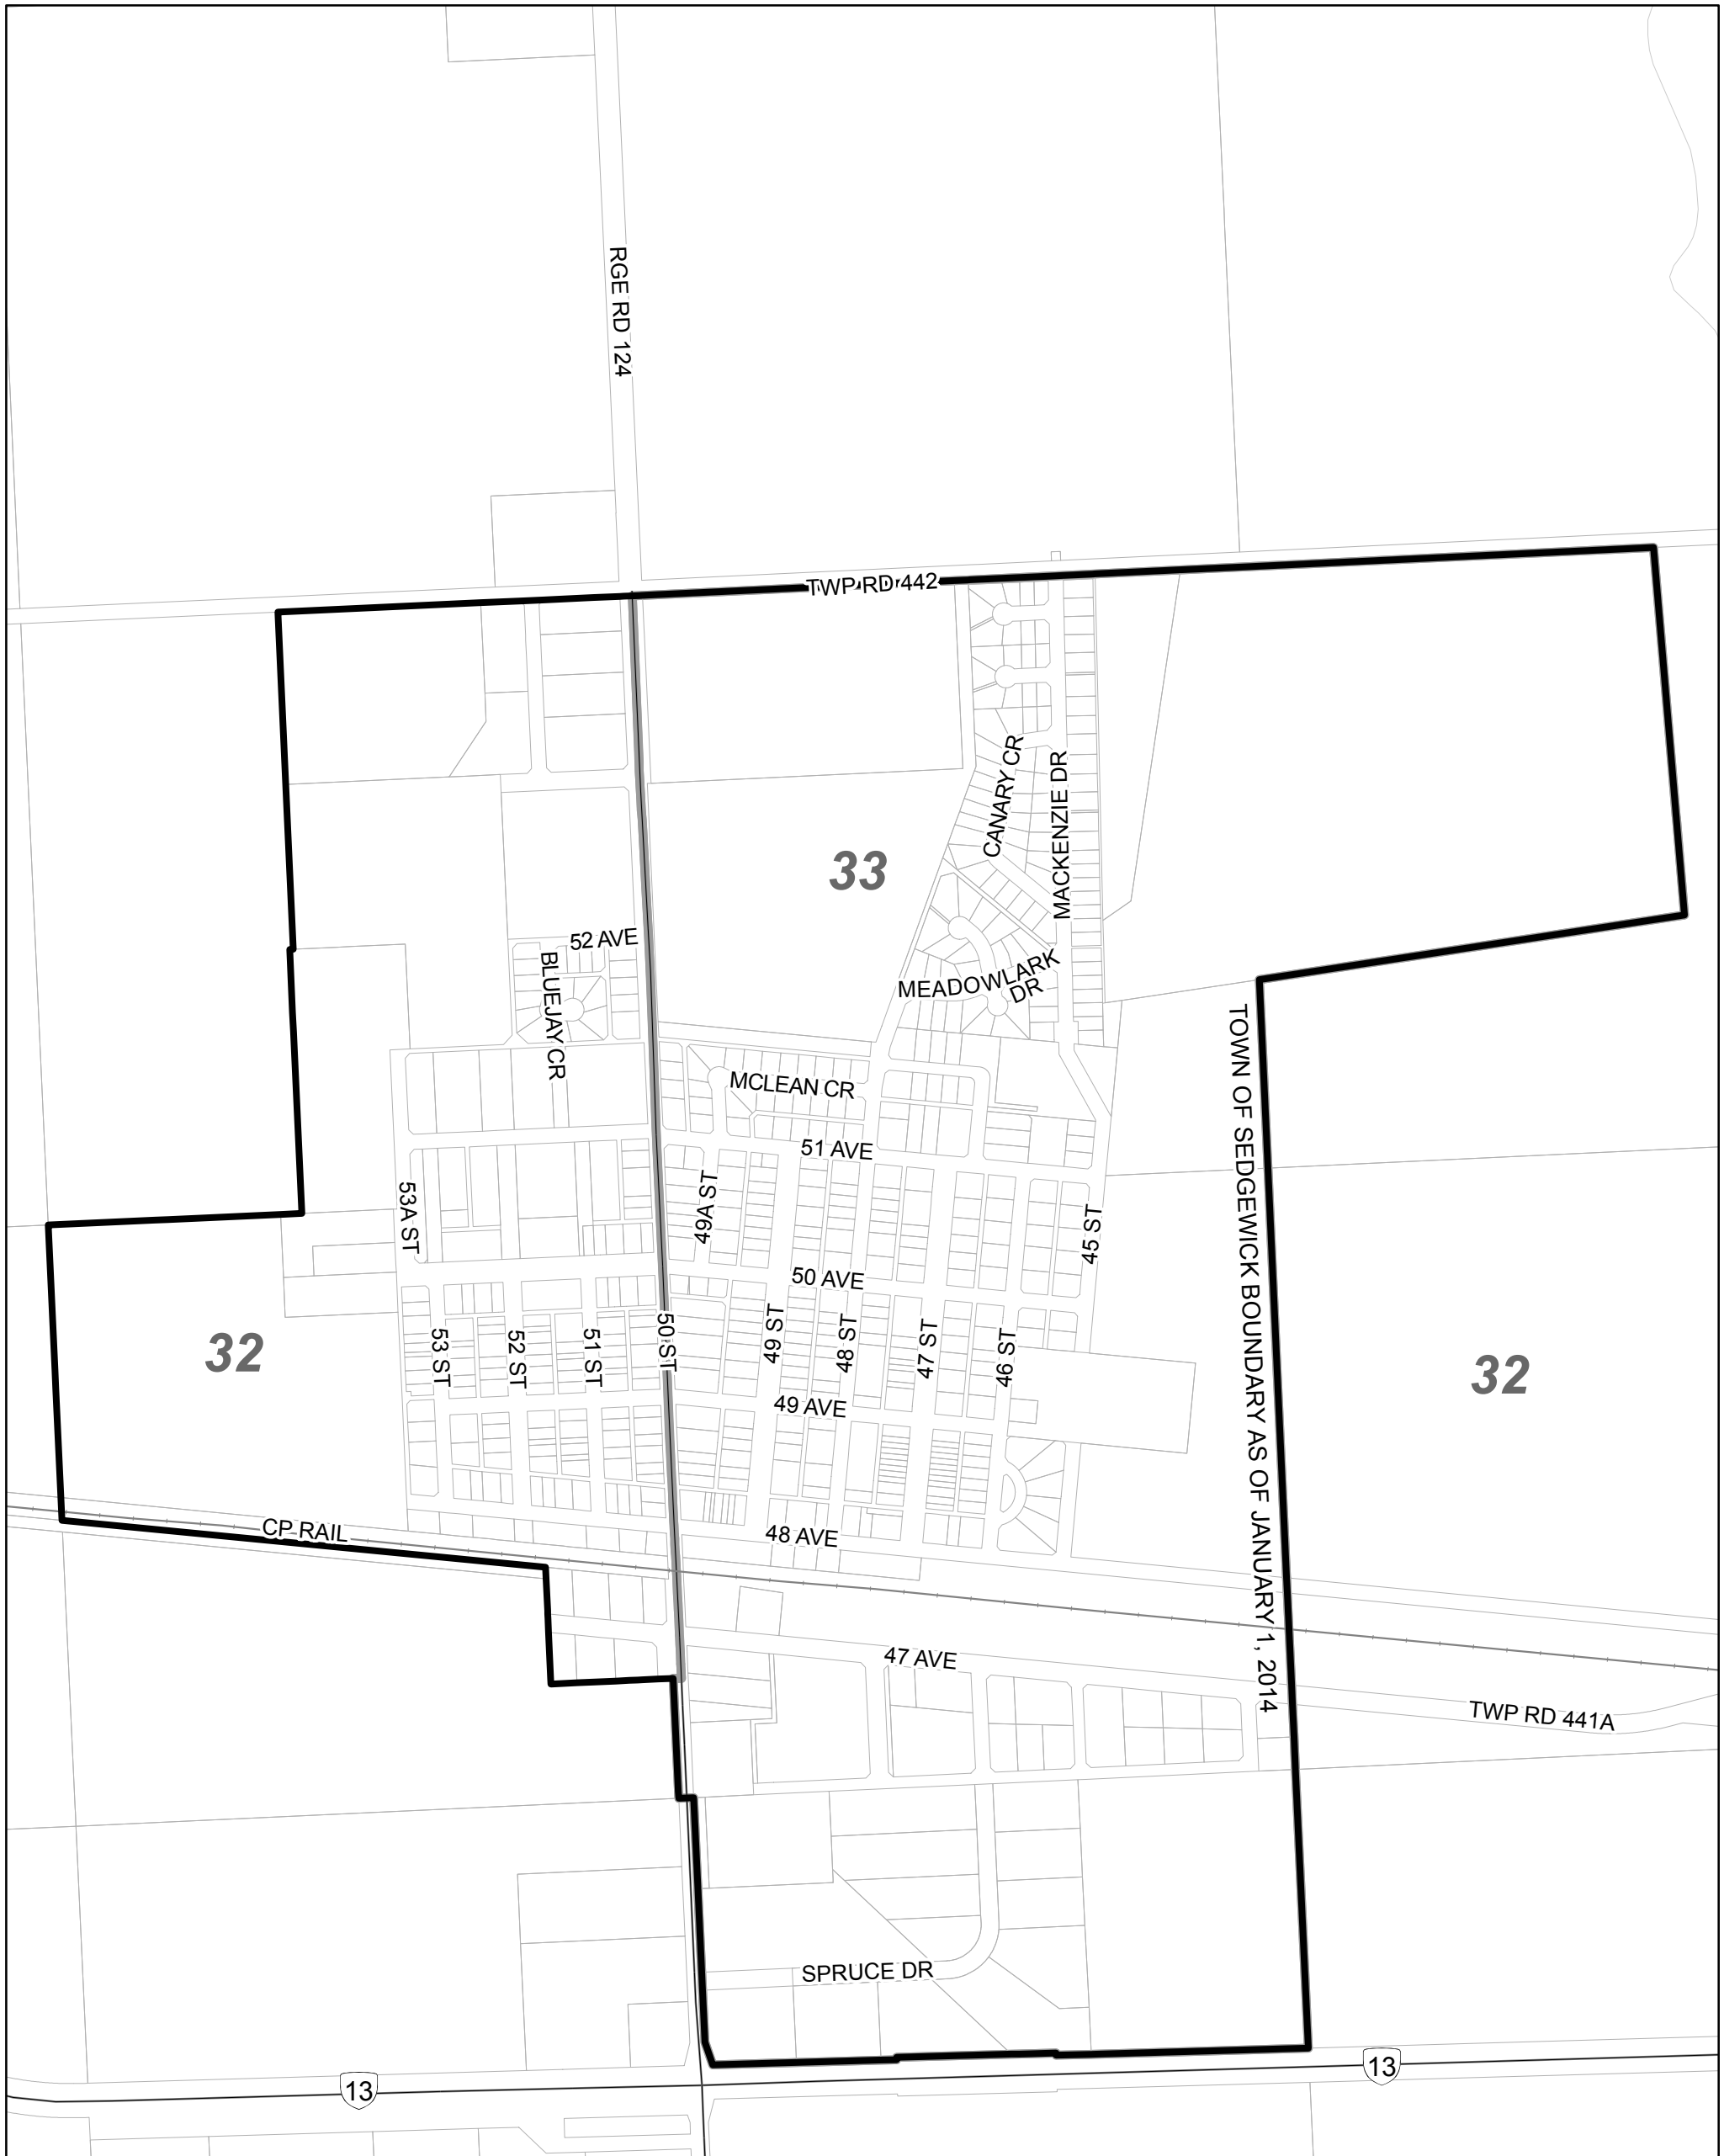 RGE RD 124
TWP RD 442
CANARY CR
MACKENZIE DR
33
52 AVE
BLUEJAY CR
MEADOWLARK
DR
TOWN OF SEDGEWICK BOUNDARY AS OF JANUARY 1, 2014
MCLEAN CR
51 AVE
53A ST
49A ST
45 ST
50 AVE
32
53 ST
52 ST
51 ST
50 ST
49 ST
48 ST
47 ST
46 ST
32
49 AVE
CP RAIL
48 AVE
47 AVE
TWP RD 441A
SPRUCE DR
13
13